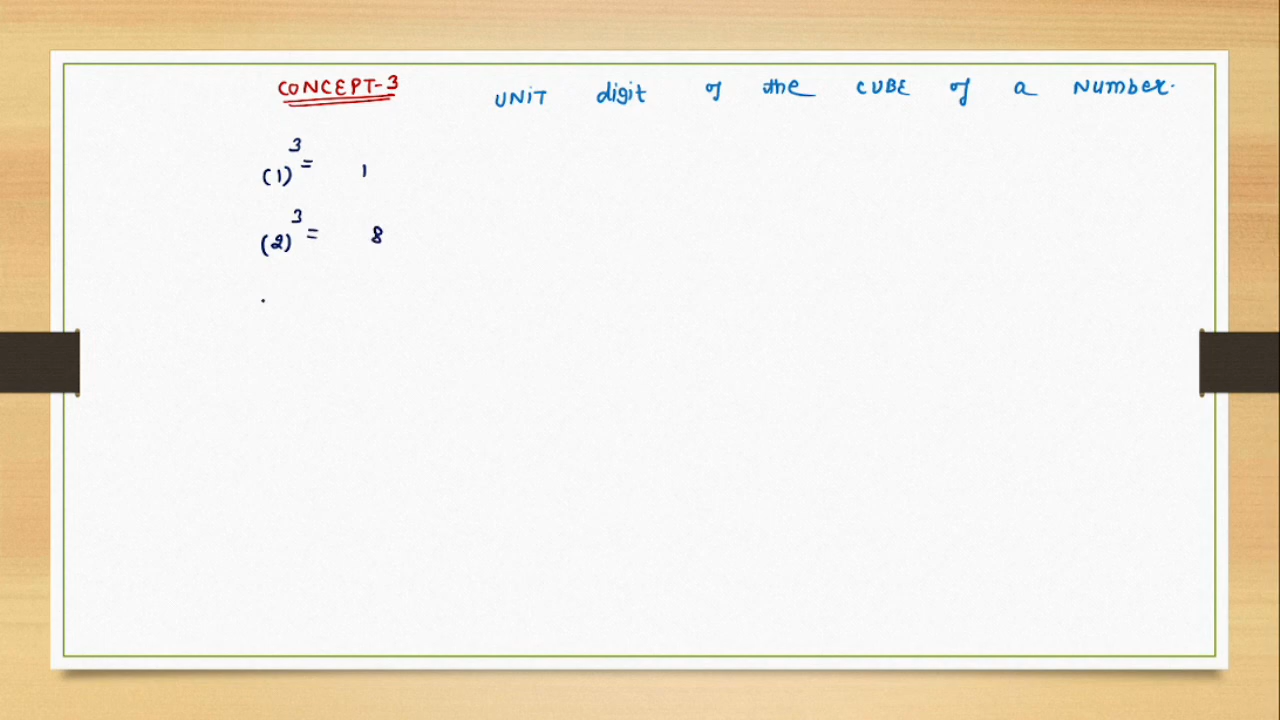 CONCEPT-3 UNIT digit of the CUBE of a Number.
(1)³ = 1
(2)³ = 8